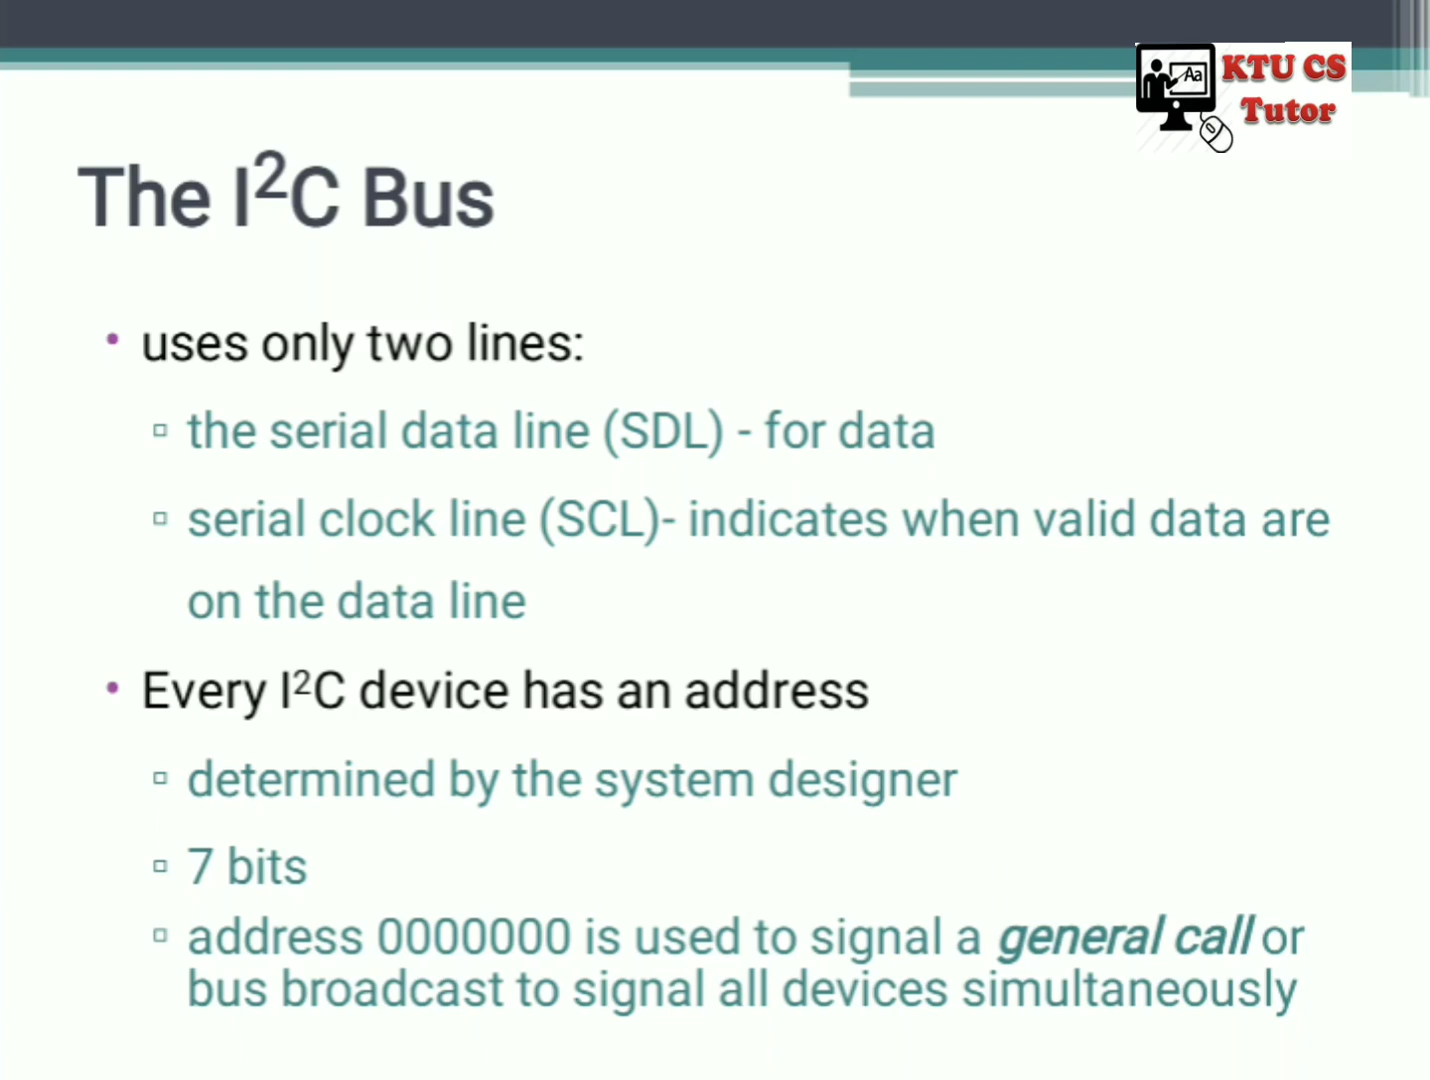 Aa
KTU CS
Tutor
The I²C Bus
• uses only two lines:
▫ the serial data line (SDL) - for data
▫ serial clock line (SCL)- indicates when valid data are
on the data line
• Every I²C device has an address
▫ determined by the system designer
▫ 7 bits
▫ address 0000000 is used to signal a general call or
bus broadcast to signal all devices simultaneously